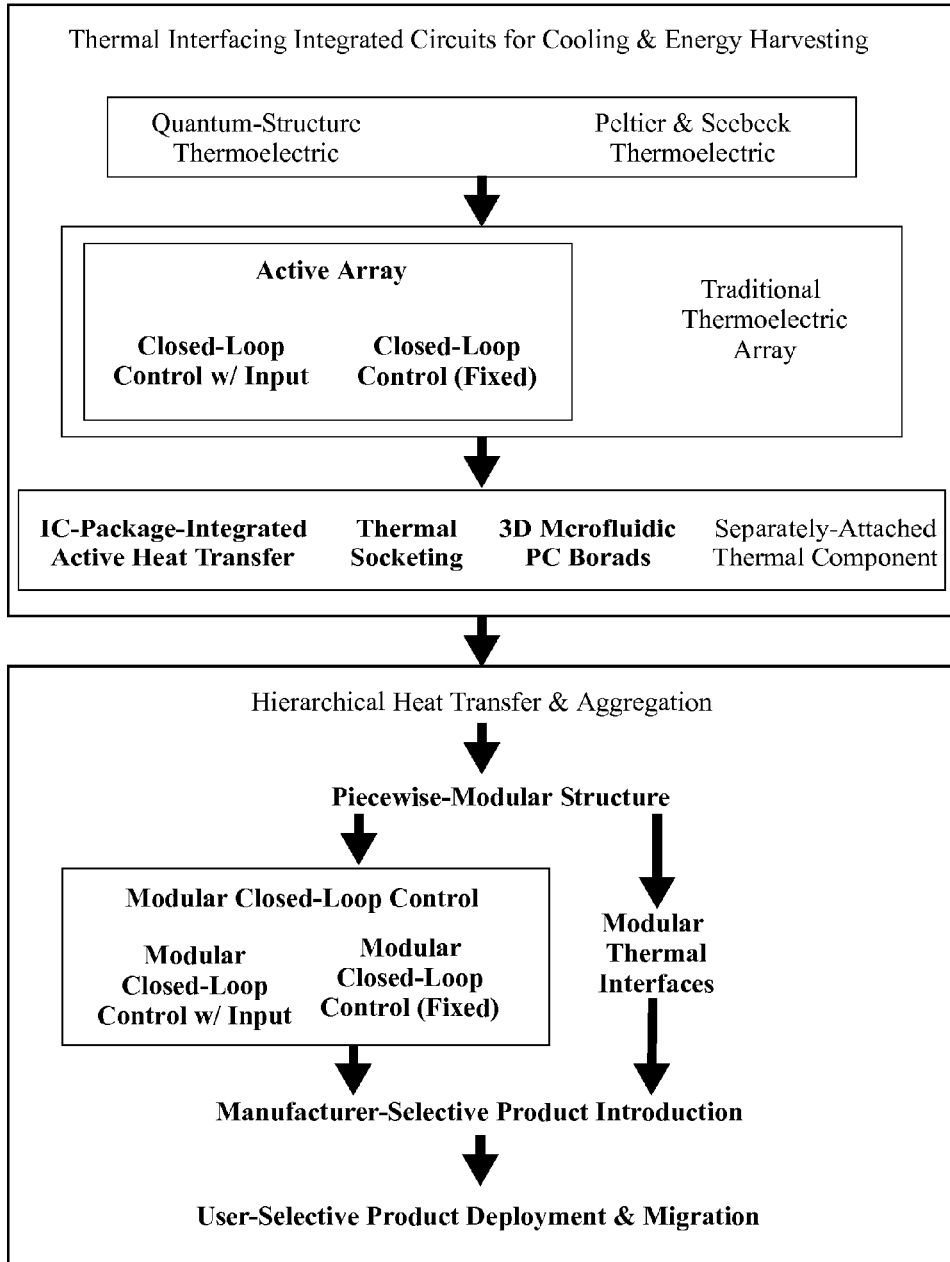 Thermal Interfacing Integrated Circuits for Cooling & Energy Harvesting
Quantum-Structure
Thermoelectric
Peltier & Seebeck
Thermoelectric
Active Array
Closed-Loop
Control w/ Input
Closed-Loop
Control (Fixed)
Traditional
Thermoelectric
Array
IC-Package-Integrated
Active Heat Transfer
Thermal
Socketing
3D Mcrofluidic
PC Borads
Separately-Attached
Thermal Component
Hierarchical Heat Transfer & Aggregation
Piecewise-Modular Structure
Modular Closed-Loop Control
Modular
Closed-Loop
Control w/ Input
Modular
Closed-Loop
Control (Fixed)
Modular
Thermal
Interfaces
Manufacturer-Selective Product Introduction
User-Selective Product Deployment & Migration